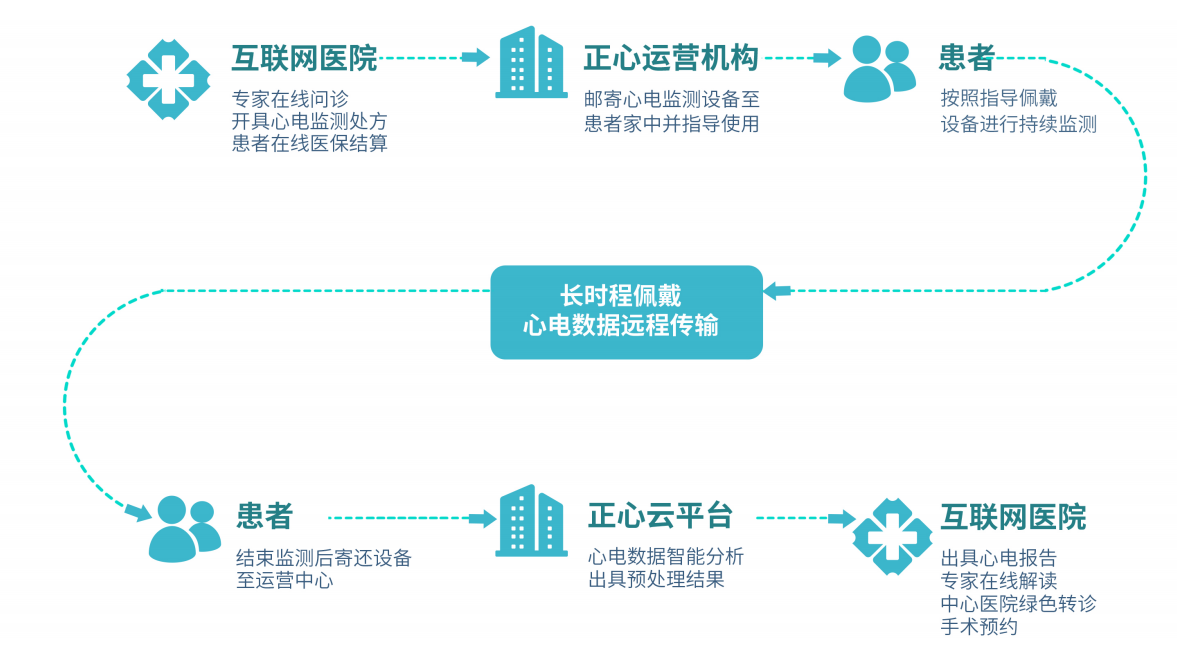 互联网医院
专家在线问诊
开具心电监测处方
患者在线医保结算
正心运营机构
邮寄心电监测设备至
患者家中并指导使用
患者
按照指导佩戴
设备进行持续监测
长时程佩戴
心电数据远程传输
患者
结束监测后寄还设备
至运营中心
正心云平台
心电数据智能分析
出具预处理结果
互联网医院
出具心电报告
专家在线解读
中心医院绿色转诊
手术预约